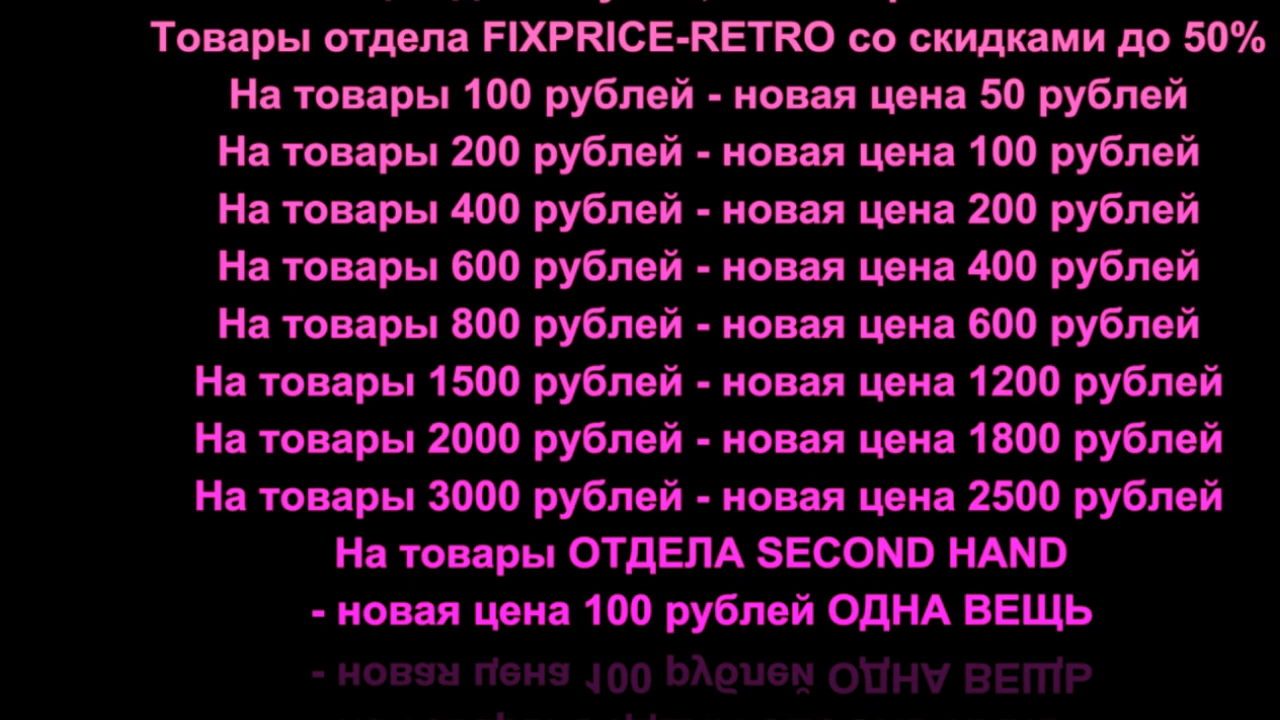 Товары отдела FIXPRICE-RETRO со скидками до 50%
На товары 100 рублей - новая цена 50 рублей
На товары 200 рублей - новая цена 100 рублей
На товары 400 рублей - новая цена 200 рублей
На товары 600 рублей - новая цена 400 рублей
На товары 800 рублей - новая цена 600 рублей
На товары 1500 рублей - новая цена 1200 рублей
На товары 2000 рублей - новая цена 1800 рублей
На товары 3000 рублей - новая цена 2500 рублей
На товары ОТДЕЛА SECOND HAND
- новая цена 100 рублей ОДНА ВЕЩЬ